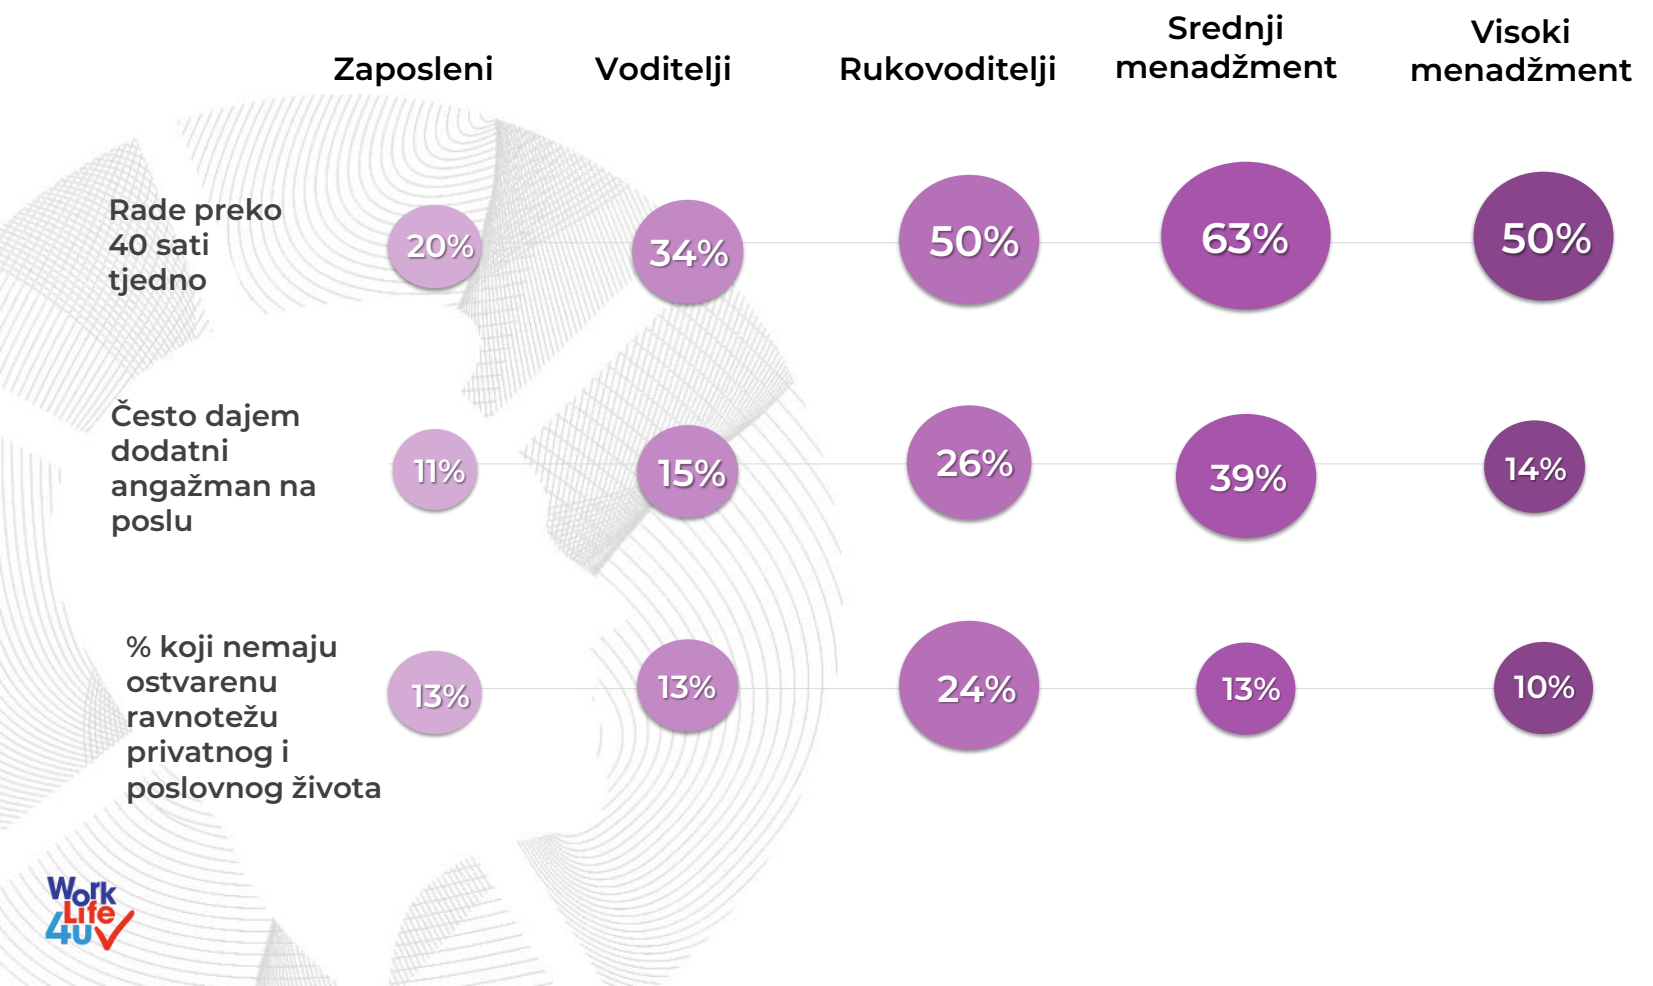 Zaposleni
Voditelji
Rukovoditelji
Srednji
menadžment
Visoki
menadžment
Rade preko
40 sati
tjedno
20%
34%
50%
63%
50%
Često dajem
dodatni
angažman na
poslu
11%
15%
26%
39%
14%
% koji nemaju
ostvarenu
ravnotežu
privatnog i
poslovnog života
13%
13%
24%
13%
10%
Work
Life
4U